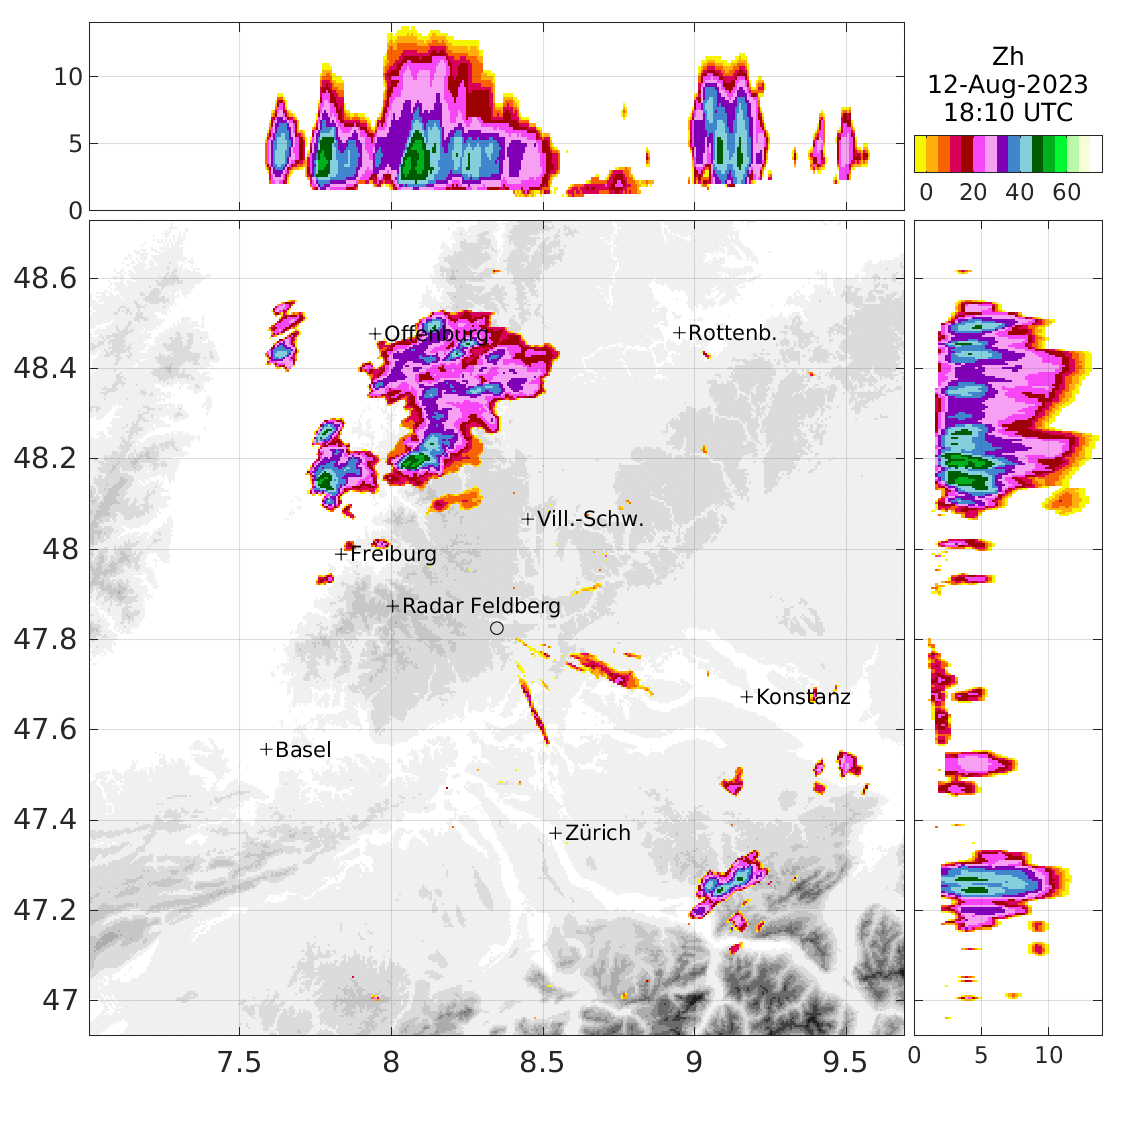 10
5
0
Zh
12-Aug-2023
18:10 UTC
0 20 40 60
48.6
48.4
48.2
48
47.8
47.6
47.4
47.2
47
Offenburg
Rottenb.
Vill.-Schw.
Freiburg
Radar Feldberg
Konstanz
Basel
Zürich
7.5 8 8.5 9 9.5
0 5 10